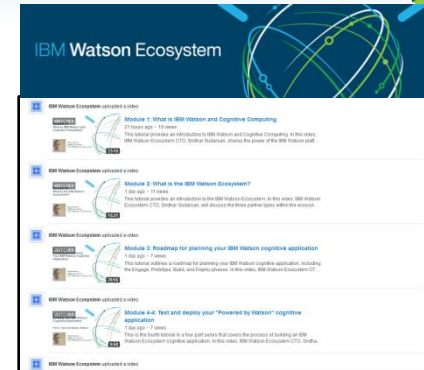 IBM Watson Ecosystem
IBM Watson Ecosystem uploaded a video
WATCHED
Module 1: What is IBM Watson and Cognitive Computing
21 hours ago • 10 views
This tutorial provides an introduction to IBM Watson and Cognitive Computing. In this video,
IBM Watson Ecosystem CTO, Sridhar Sudarsan, shares the power of the IBM Watson platf...
IBM Watson Ecosystem uploaded a video
WATCHED
Module 2: What is the IBM Watson Ecosystem?
1 day ago • 11 views
This tutorial provides an introduction to the IBM Watson Ecosystem. In this video, IBM Watson
Ecosystem CTO, Sridhar Sudarsan, will discuss the three partner types within the ecosyst...
IBM Watson Ecosystem uploaded a video
WATCHED
Module 3: Roadmap for planning your IBM Watson cognitive application
1 day ago • 7 views
This tutorial outlines a roadmap for planning your IBM Watson cognitive application, including
the Engage, Prototype, Build, and Deploy phases. In this video, IBM Watson Ecosystem CT...
IBM Watson Ecosystem uploaded a video
WATCHED
Module 4-4: Test and deploy your "Powered by Watson" cognitive
application
1 day ago • 7 views
This is the fourth tutorial in a four part series that covers the process of building an IBM
Watson Ecosystem cognitive application. In this video, IBM Watson Ecosystem CTO, Sridha...
IBM Watson Ecosystem uploaded a video